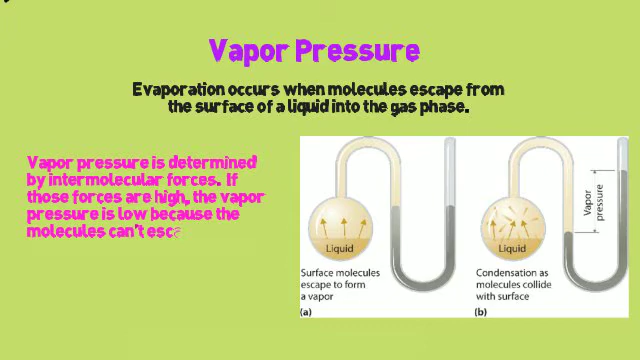 Vapor Pressure
Evaporation occurs when molecules escape from
the surface of a liquid into the gas phase.
Vapor pressure is determined
by intermolecular forces. If
those forces are high, the vapor
pressure is low because the
molecules can't esca
Liquid
Surface molecules
escape to form
a vapor
(a)
Liquid
Vapor
pressure
Condensation as
molecules collide
with surface
(b)